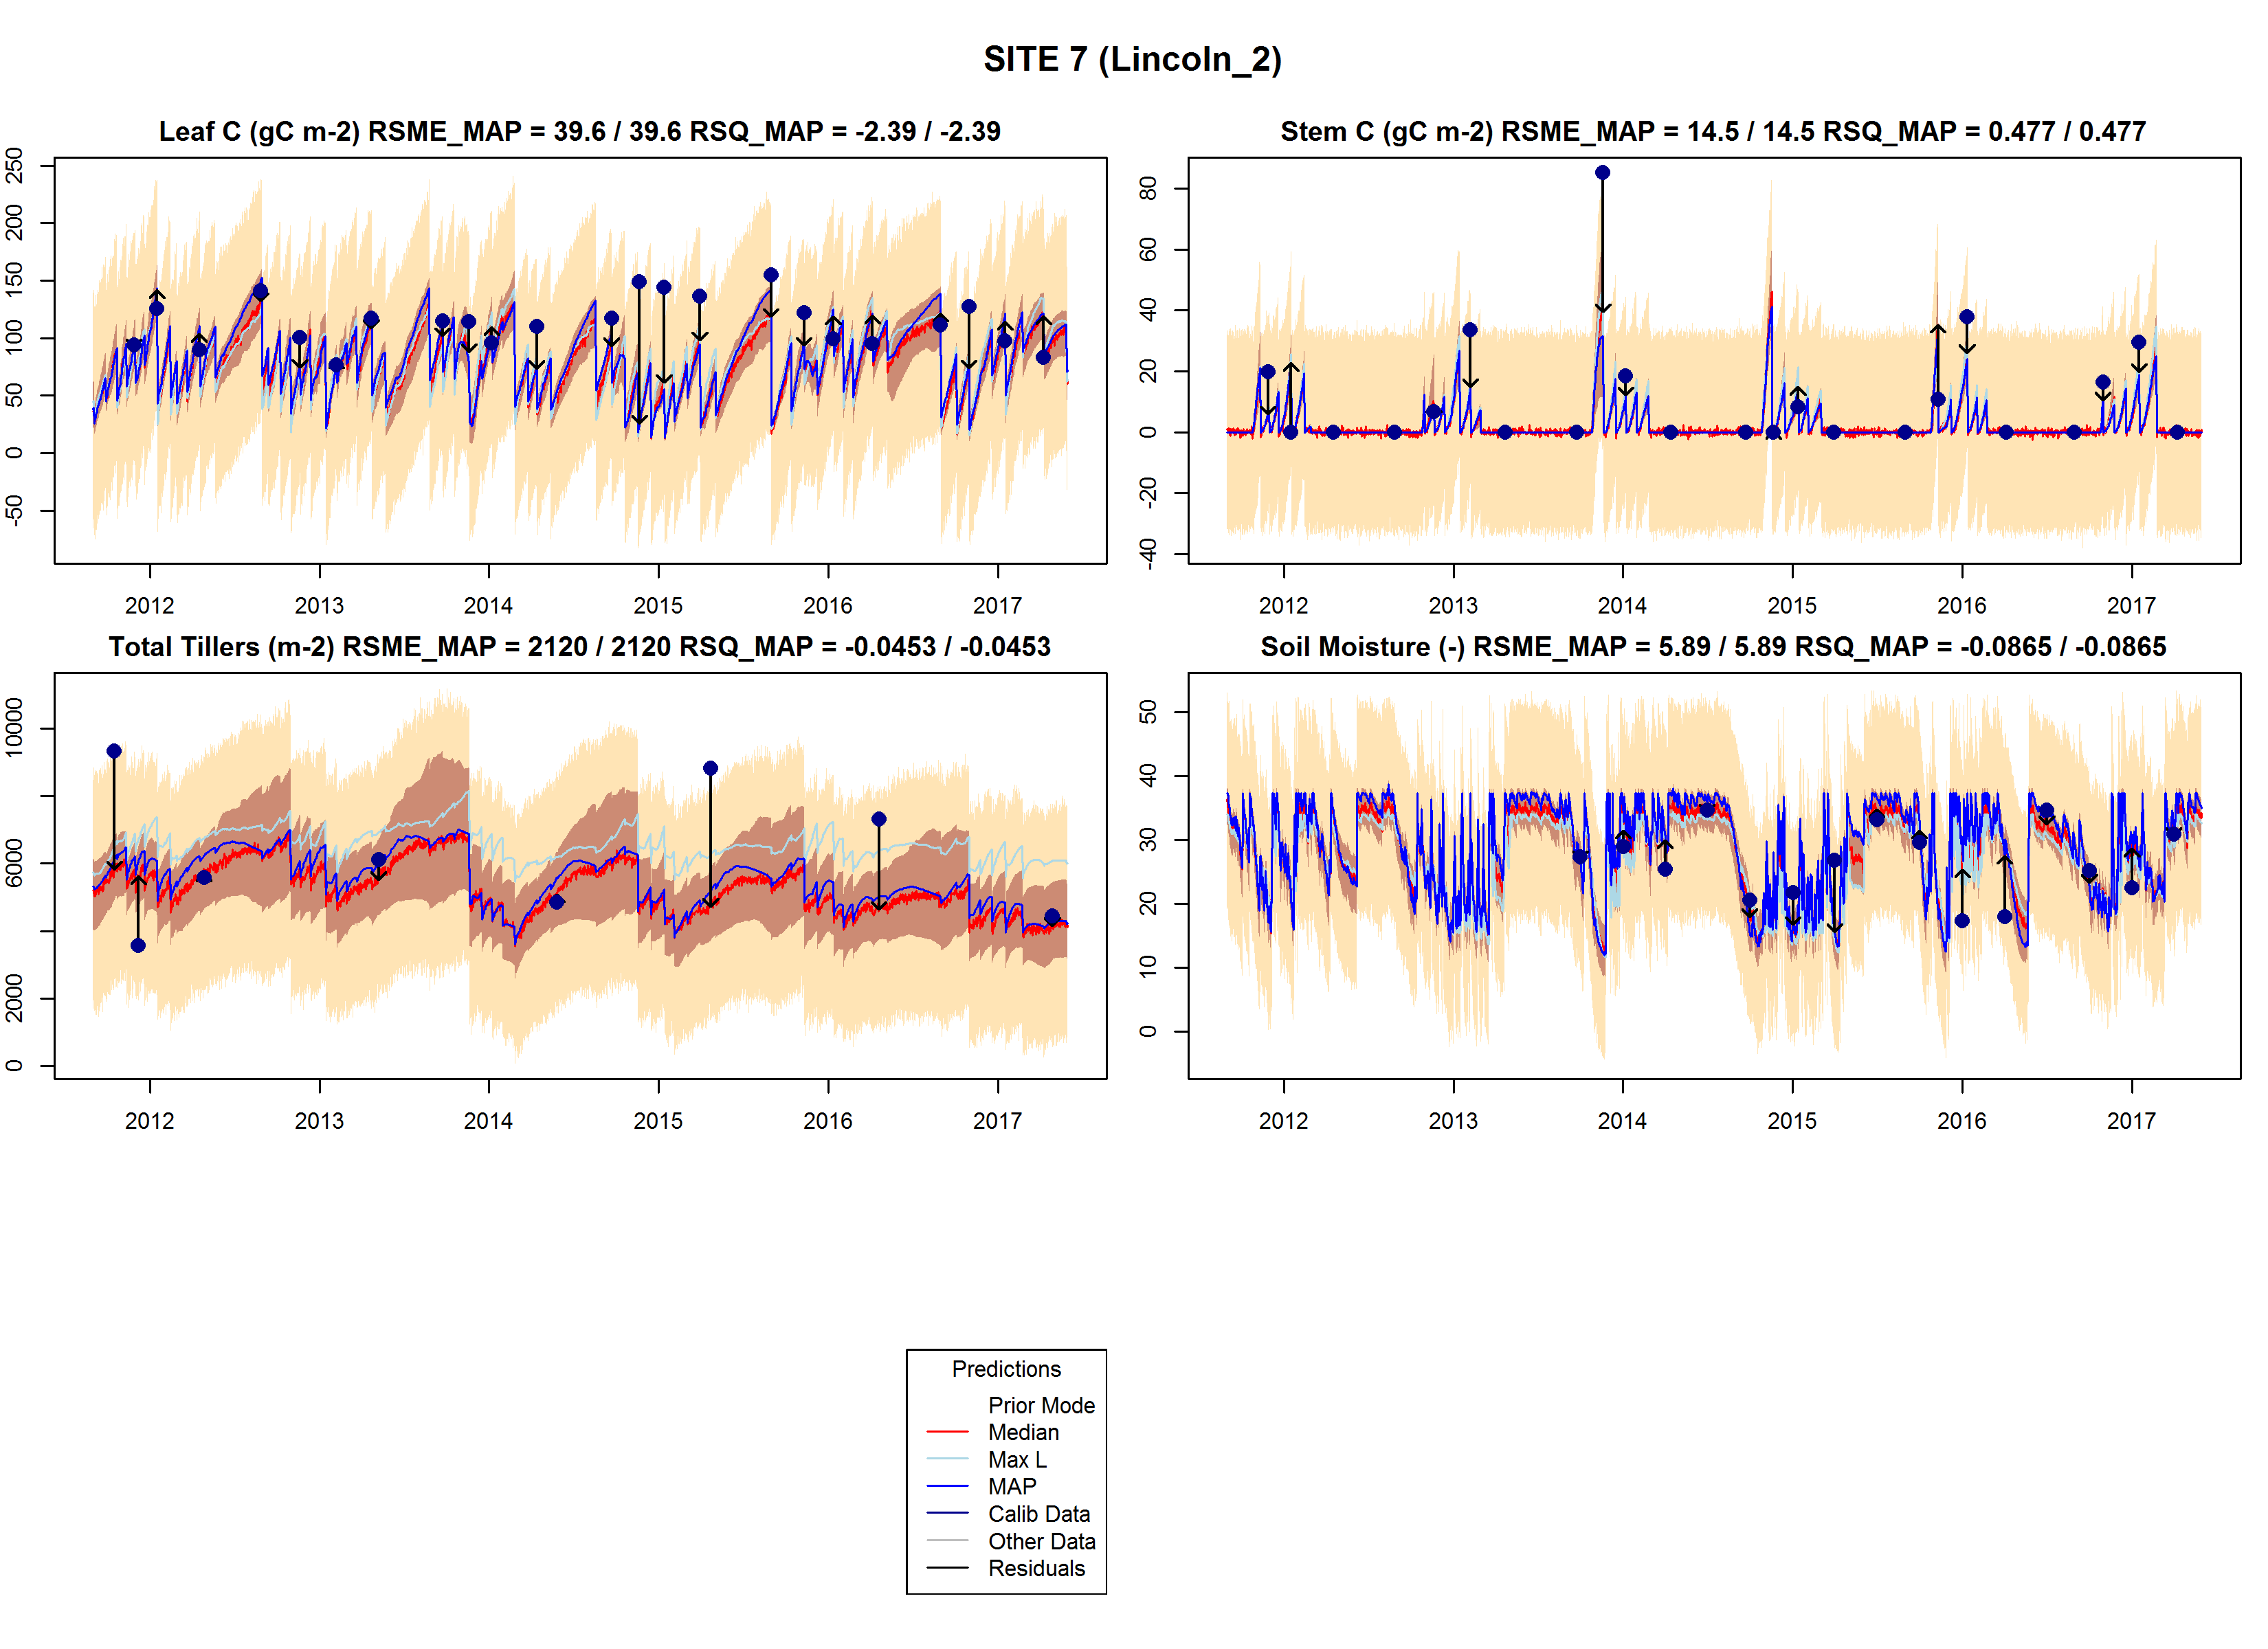 SITE 7 (Lincoln_2)
Leaf C (gC m-2) RSME_MAP = 39.6 / 39.6 RSQ_MAP = -2.39 / -2.39
250
200
150
100
50
0
-50
2012 2013 2014 2015 2016 2017
Stem C (gC m-2) RSME_MAP = 14.5 / 14.5 RSQ_MAP = 0.477 / 0.477
80
60
40
20
0
-20
-40
2012 2013 2014 2015 2016 2017
Total Tillers (m-2) RSME_MAP = 2120 / 2120 RSQ_MAP = -0.0453 / -0.0453
10000
6000
2000
0
2012 2013 2014 2015 2016 2017
Soil Moisture (-) RSME_MAP = 5.89 / 5.89 RSQ_MAP = -0.0865 / -0.0865
50
40
30
20
10
0
2012 2013 2014 2015 2016 2017
Predictions
Prior Mode
Median
Max L
MAP
Calib Data
Other Data
Residuals